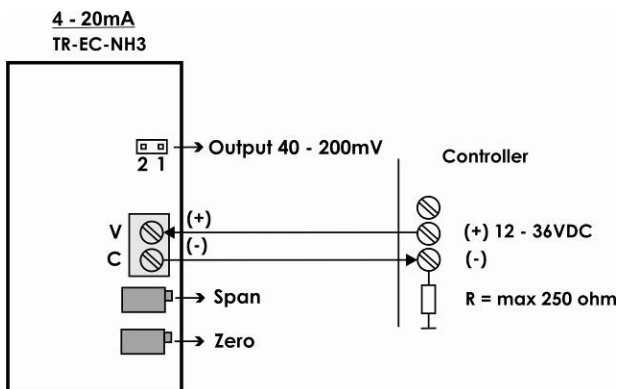 4 - 20mA
TR-EC-NH3
Output 40 - 200mV
2 1
Controller
V (+) (+) 12 - 36VDC
C (-) (-)
Span R = max 250 ohm
Zero